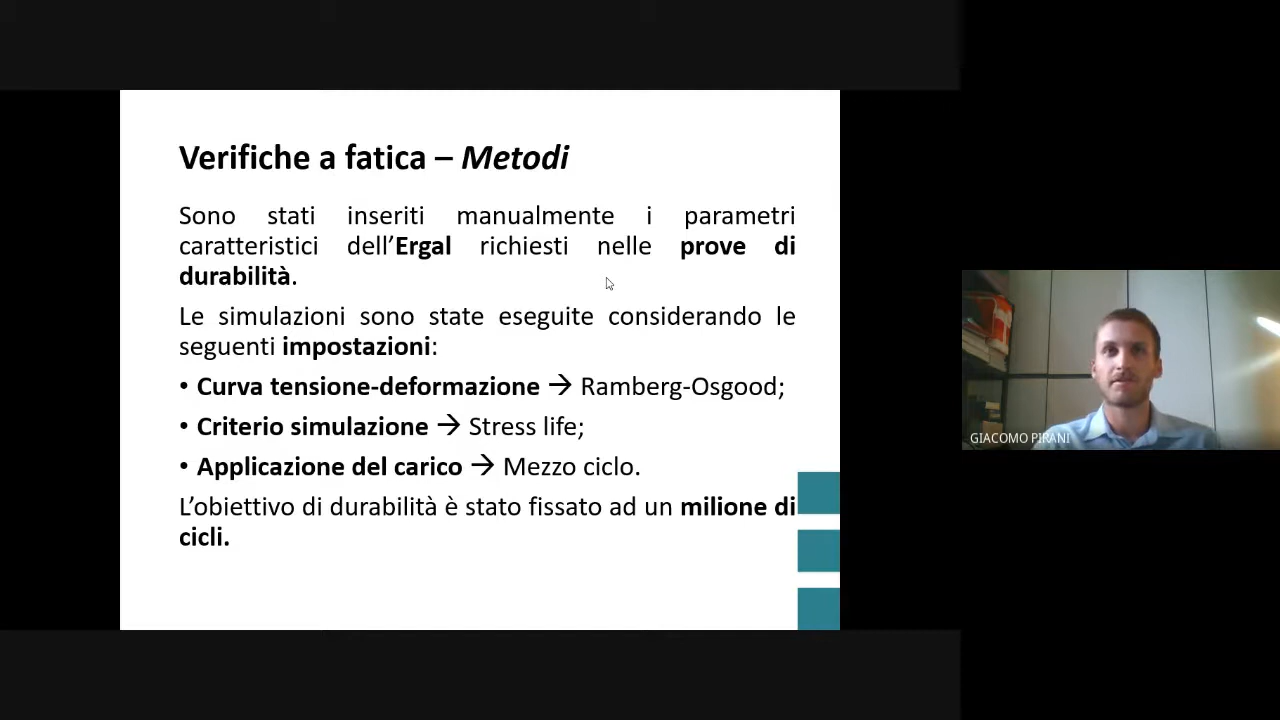 Verifiche a fatica – Metodi
Sono stati inseriti manualmente i parametri
caratteristici dell’Ergal richiesti nelle prove di
durabilità.
Le simulazioni sono state eseguite considerando le
seguenti impostazioni:
• Curva tensione-deformazione → Ramberg-Osgood;
• Criterio simulazione → Stress life;
• Applicazione del carico → Mezzo ciclo.
L’obiettivo di durabilità è stato fissato ad un milione di
cicli.
GIACOMO PIRANI